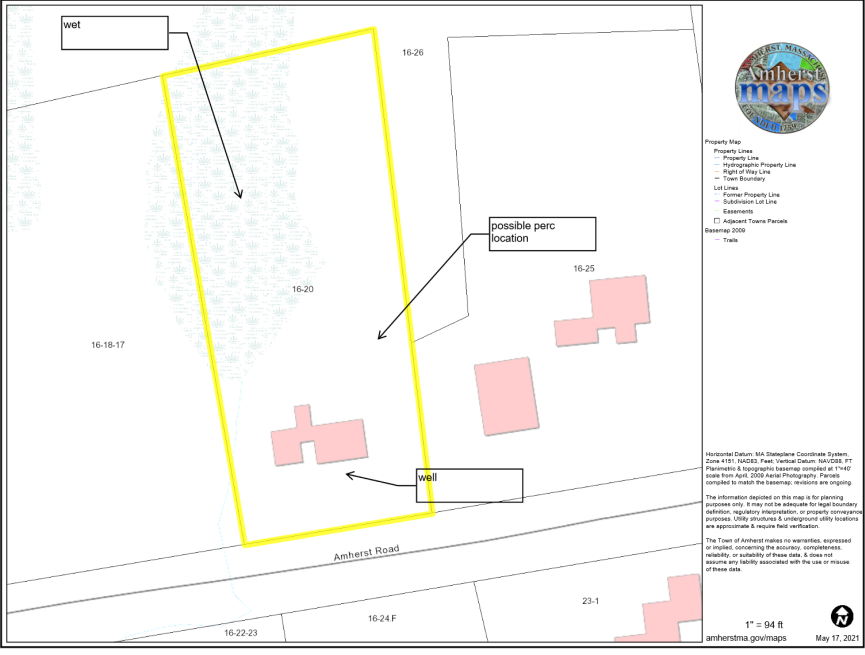 wet
16-26
possible perc
location
16-25
16-20
16-18-17
well
Amherst Road
23-1
16-24.F
16-22-23
AMHERST MASSACH
Amherst
maps
FOUNDED 1759
Property Map
Property Lines
Property Line
Hydrographic Property Line
Right of Way Line
Town Boundary
Lot Lines
Former Property Line
Subdivision Lot Line
Easements
Adjacent Towns Parcels
Basemap 2009
Trails
Horizontal Datum: MA Stateplane Coordinate System,
Zone 4151, NAD83, Feet; Vertical Datum: NAVD88, FT
Planimetric & topographic basemap compiled at 1"=40'
scale from April, 2009 Aerial Photography. Parcels
compiled to match the basemap; revisions are ongoing.
The information depicted on this map is for planning
purposes only. It may not be adequate for legal boundary
definition, regulatory interpretation, or property conveyance
purposes. Utility structures & underground utility locations
are approximate & require field verification.
The Town of Amherst makes no warranties, expressed
or implied, concerning the accuracy, completeness,
reliability, or suitability of these data. & does not
assume any liability associated with the use or misuse
of these data.
1" = 94 ft
N
amherstma.gov/maps
May 17, 2021